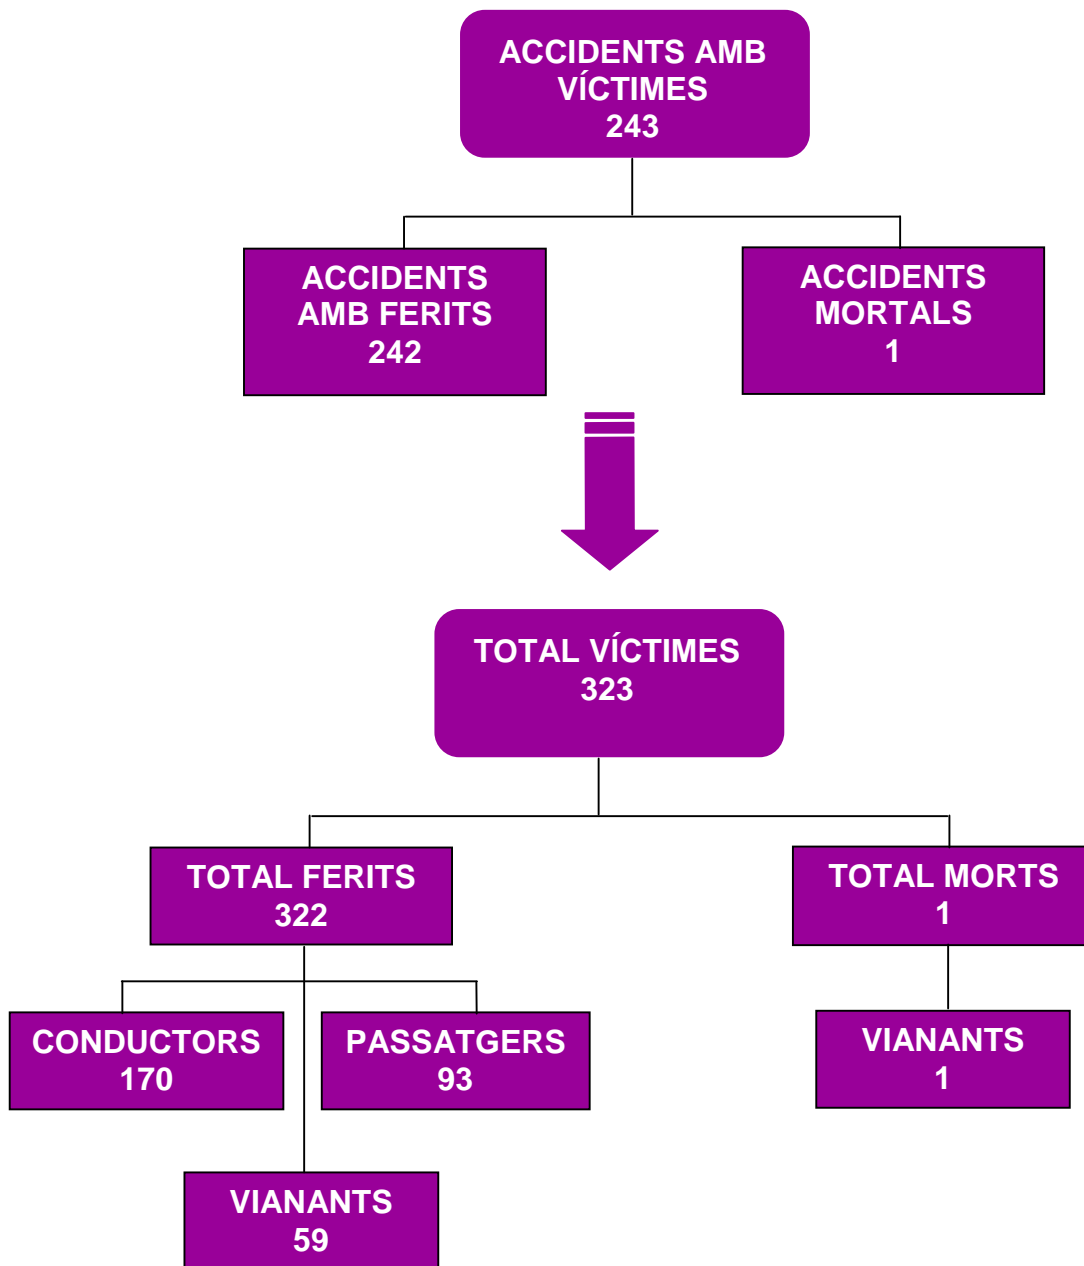 ACCIDENTS AMB
VÍCTIMES
243
ACCIDENTS
AMB FERITS
242
ACCIDENTS
MORTALS
1
TOTAL VÍCTIMES
323
TOTAL FERITS
322
TOTAL MORTS
1
CONDUCTORS
170
PASSATGERS
93
VIANANTS
1
VIANANTS
59